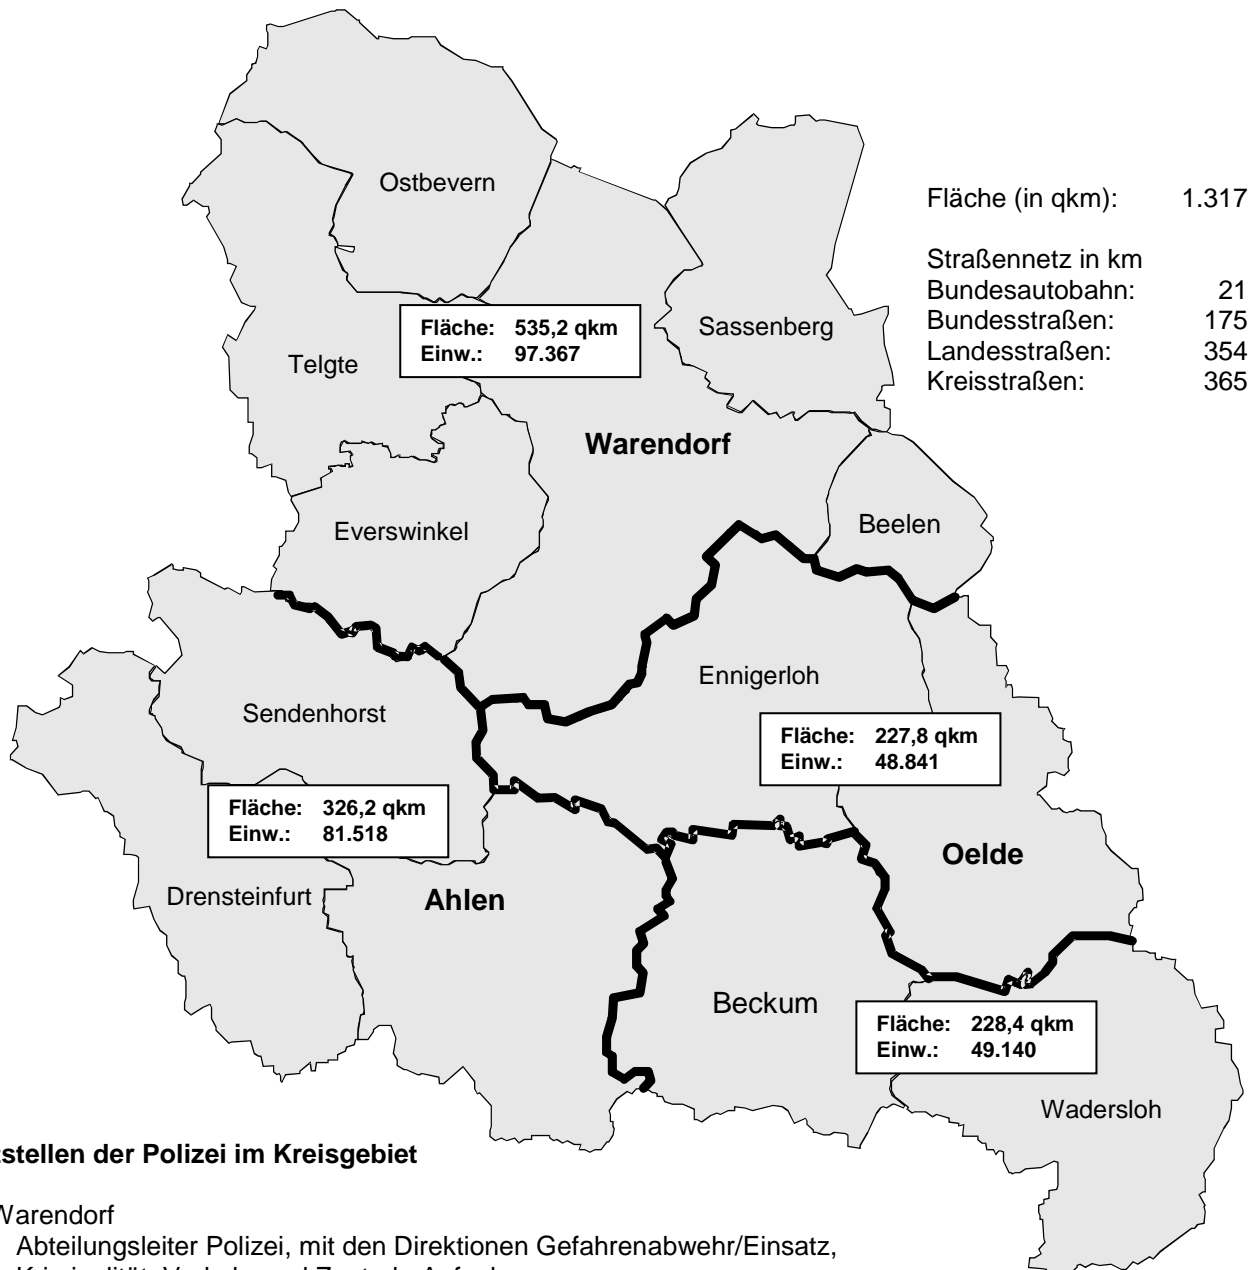 Ostbevern
Fläche (in qkm): 1.317
Straßennetz in km
Bundesautobahn: 21
Bundesstraßen: 175
Landesstraßen: 354
Kreisstraßen: 365
Fläche: 535,2 qkm
Einw.: 97.367
Sassenberg
Telgte
Warendorf
Beelen
Everswinkel
Ennigerloh
Sendenhorst
Fläche: 227,8 qkm
Einw.: 48.841
Fläche: 326,2 qkm
Einw.: 81.518
Oelde
Drensteinfurt
Ahlen
Beckum
Fläche: 228,4 qkm
Einw.: 49.140
Wadersloh
stellen der Polizei im Kreisgebiet
Warendorf
Abteilungsleiter Polizei, mit den Direktionen Gefahrenabwehr/Einsatz,